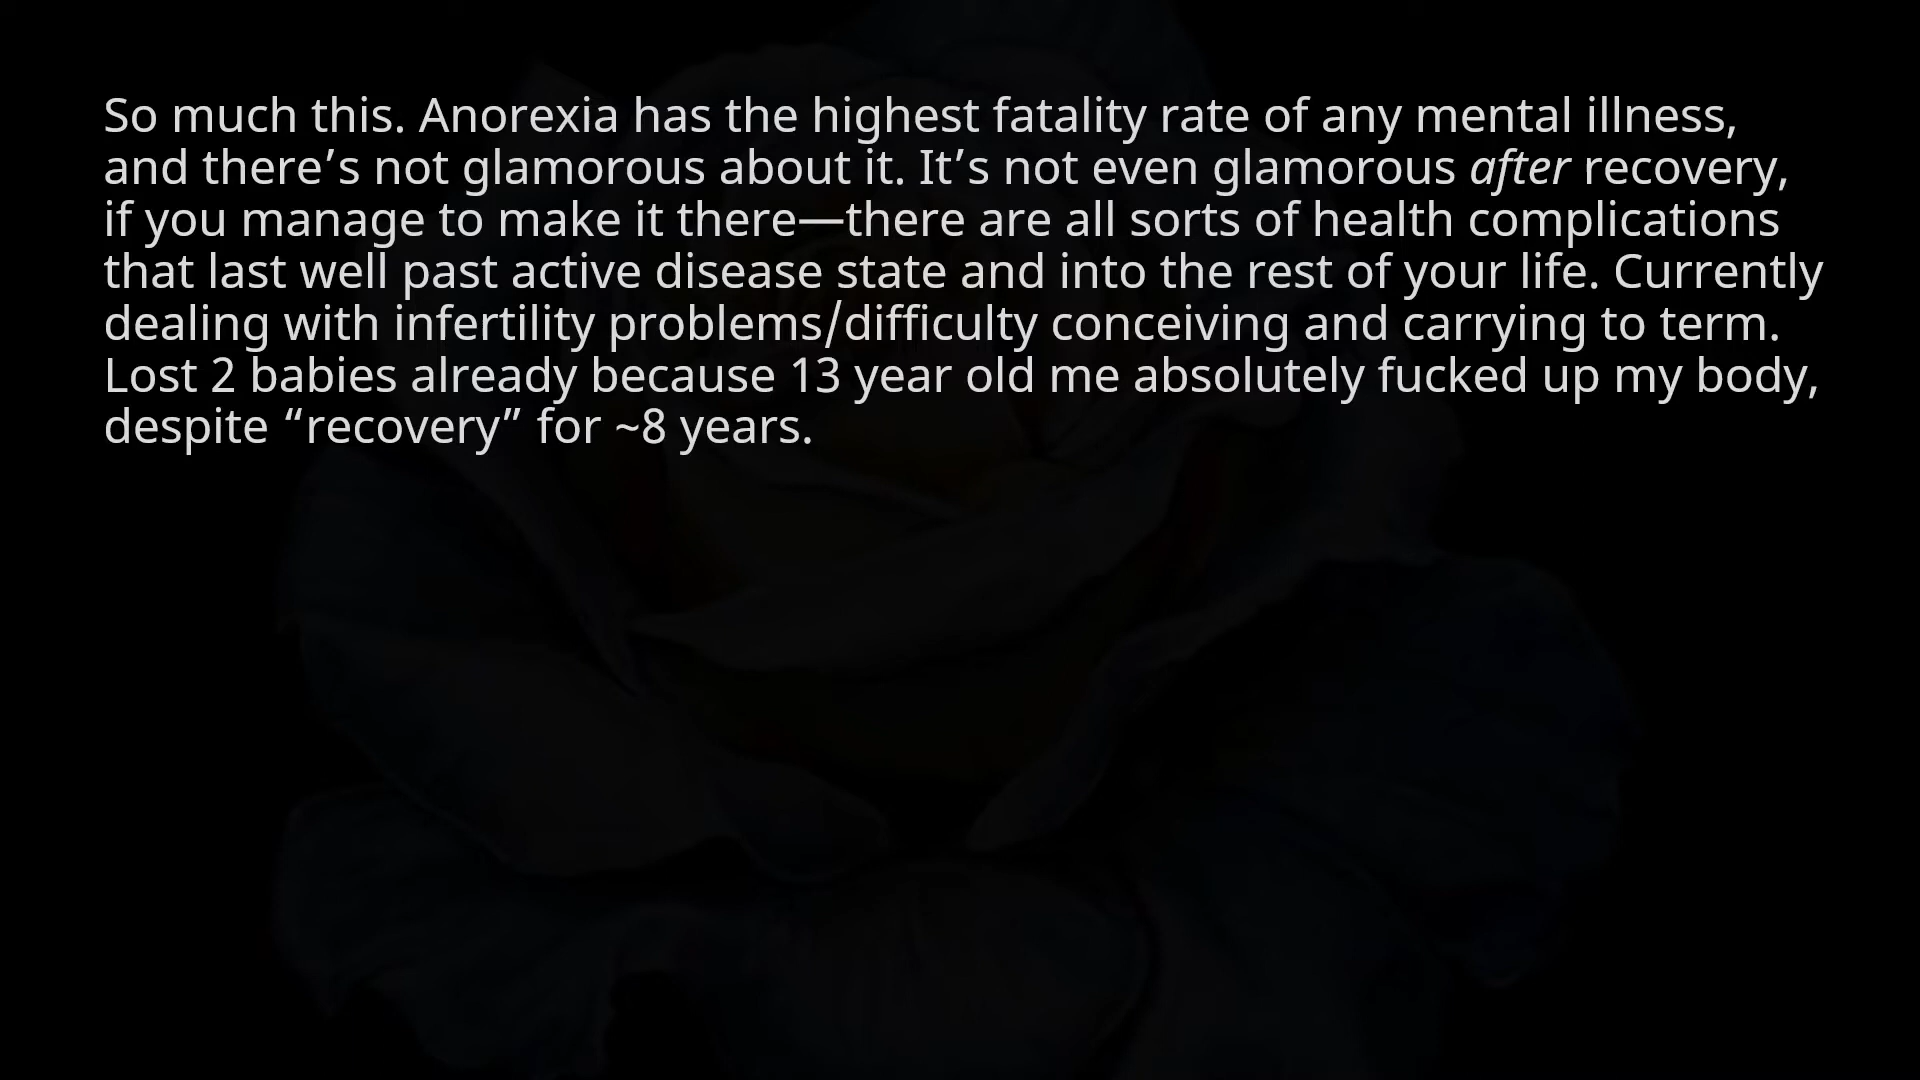 So much this. Anorexia has the highest fatality rate of any mental illness,
and there’s not glamorous about it. It’s not even glamorous after recovery,
if you manage to make it there—there are all sorts of health complications
that last well past active disease state and into the rest of your life. Currently
dealing with infertility problems/difficulty conceiving and carrying to term.
Lost 2 babies already because 13 year old me absolutely fucked up my body,
despite “recovery” for ~8 years.